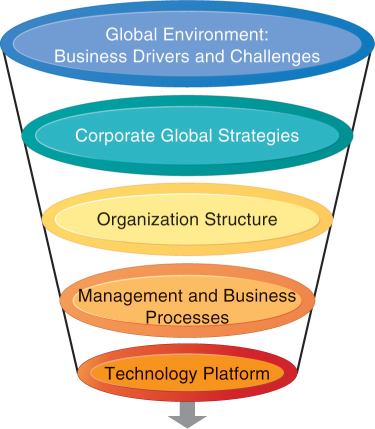 Global Environment:
Business Drivers and Challenges
Corporate Global Strategies
Organization Structure
Management and Business
Processes
Technology Platform